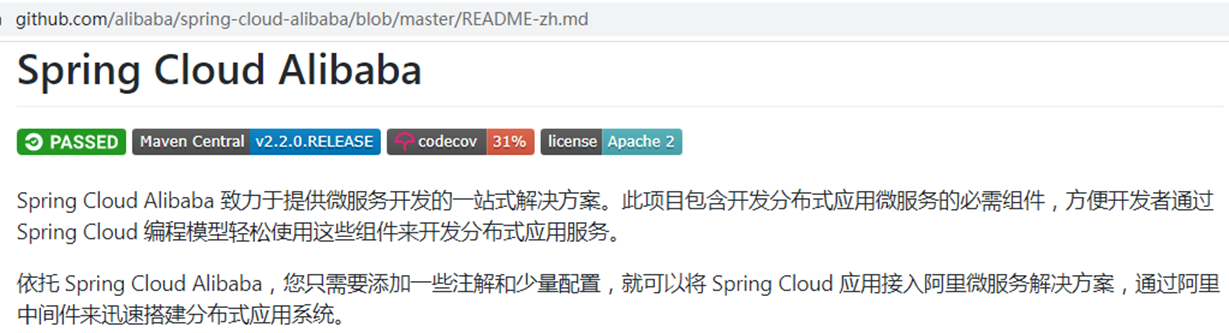 github.com/alibaba/spring-cloud-alibaba/blob/master/README-zh.md
Spring Cloud Alibaba
PASSED Maven Central v2.2.0.RELEASE codecov 31% license Apache 2
Spring Cloud Alibaba 致力于提供微服务开发的一站式解决方案。此项目包含开发分布式应用微服务的必需组件，方便开发者通过
Spring Cloud 编程模型轻松使用这些组件来开发分布式应用服务。
依托 Spring Cloud Alibaba，您只需要添加一些注解和少量配置，就可以将 Spring Cloud 应用接入阿里微服务解决方案，通过阿里
中间件来迅速搭建分布式应用系统。